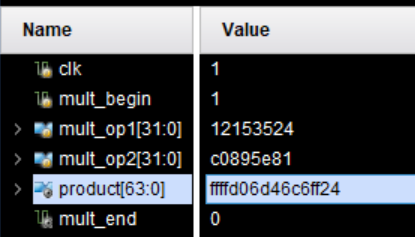 Name Value
clk 1
mult_begin 1
mult_op1[31:0] 12153524
mult_op2[31:0] c0895e81
product[63:0] ffffd06d46c6ff24
mult_end 0